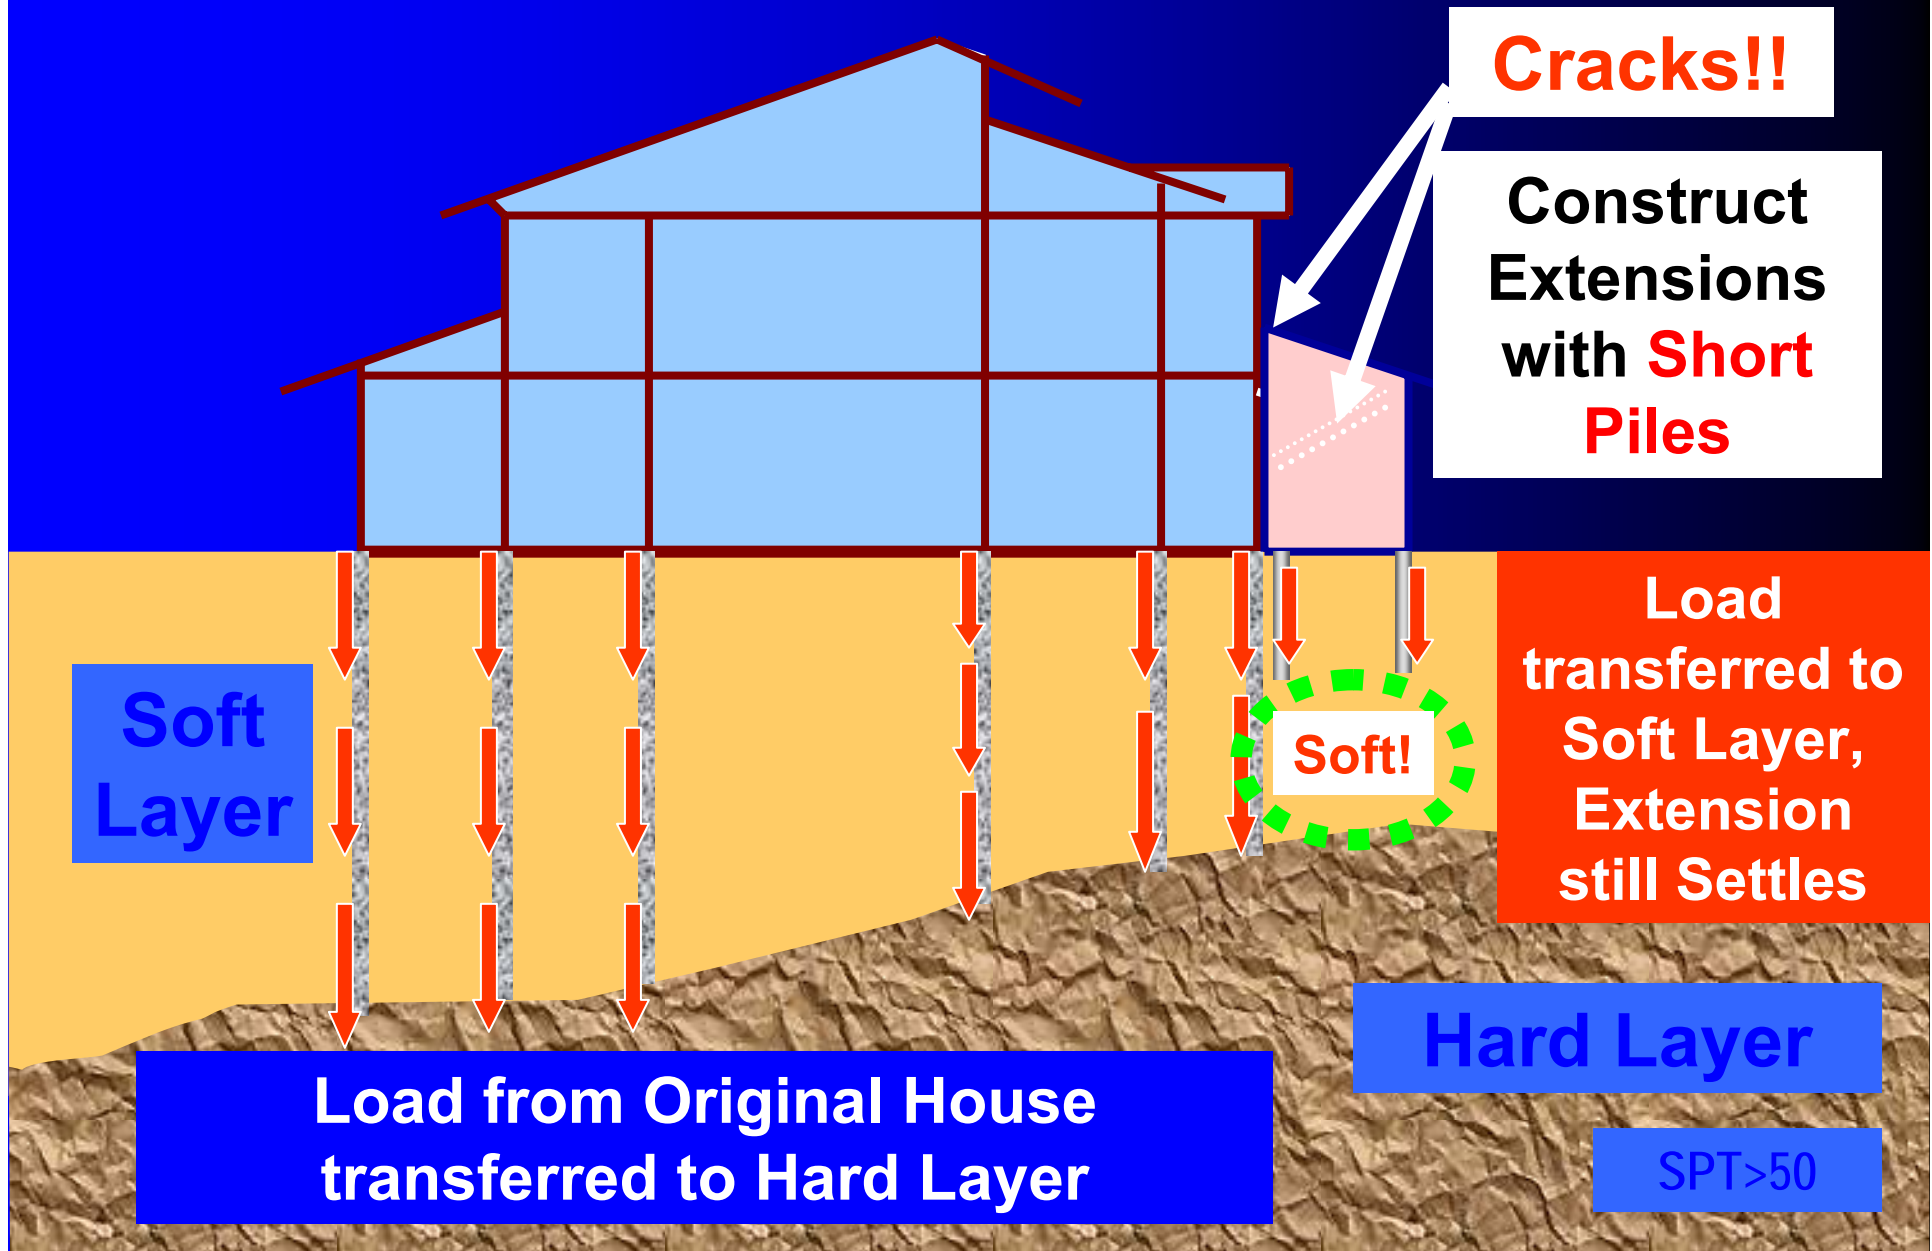 Cracks!!
Construct
Extensions
with Short
Piles
Soft
Layer
Soft!
Load
transferred to
Soft Layer,
Extension
still Settles
Hard Layer
Load from Original House
transferred to Hard Layer
SPT>50